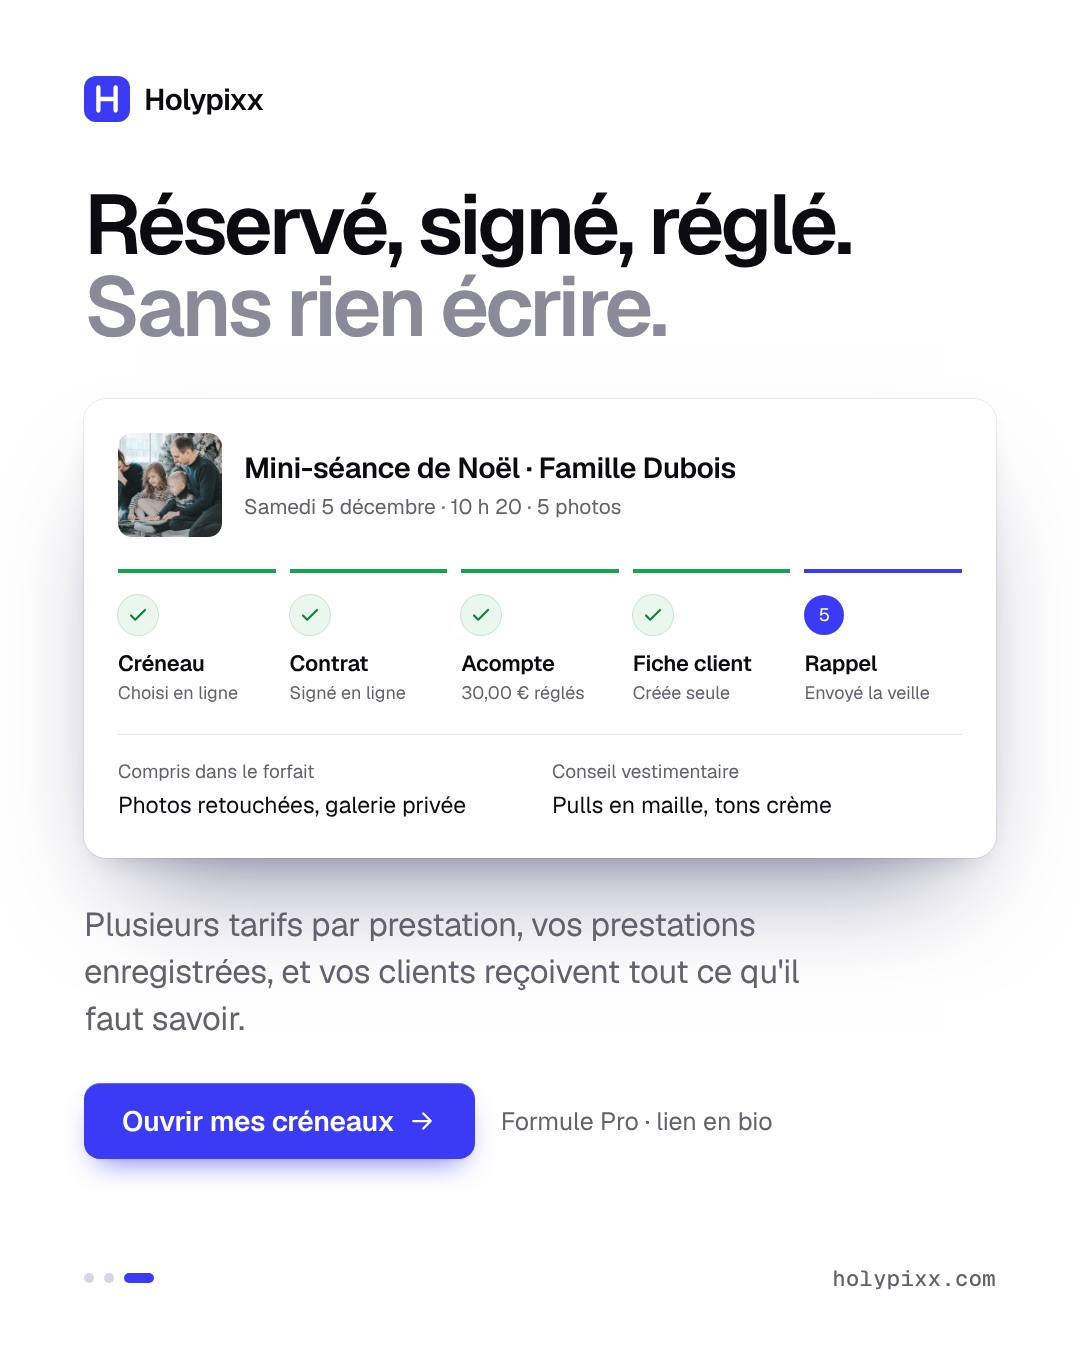 Holypixx
Réservé, signé, réglé.
Sans rien écrire.
Mini-séance de Noël · Famille Dubois
Samedi 5 décembre · 10 h 20 · 5 photos
5
Créneau
Choisi en ligne
Contrat
Signé en ligne
Acompte
30,00 € réglés
Fiche client
Créée seule
Rappel
Envoyé la veille
Compris dans le forfait
Photos retouchées, galerie privée
Conseil vestimentaire
Pulls en maille, tons crème
Plusieurs tarifs par prestation, vos prestations
enregistrées, et vos clients reçoivent tout ce qu'il
faut savoir.
Ouvrir mes créneaux →
Formule Pro · lien en bio
holypixx.com